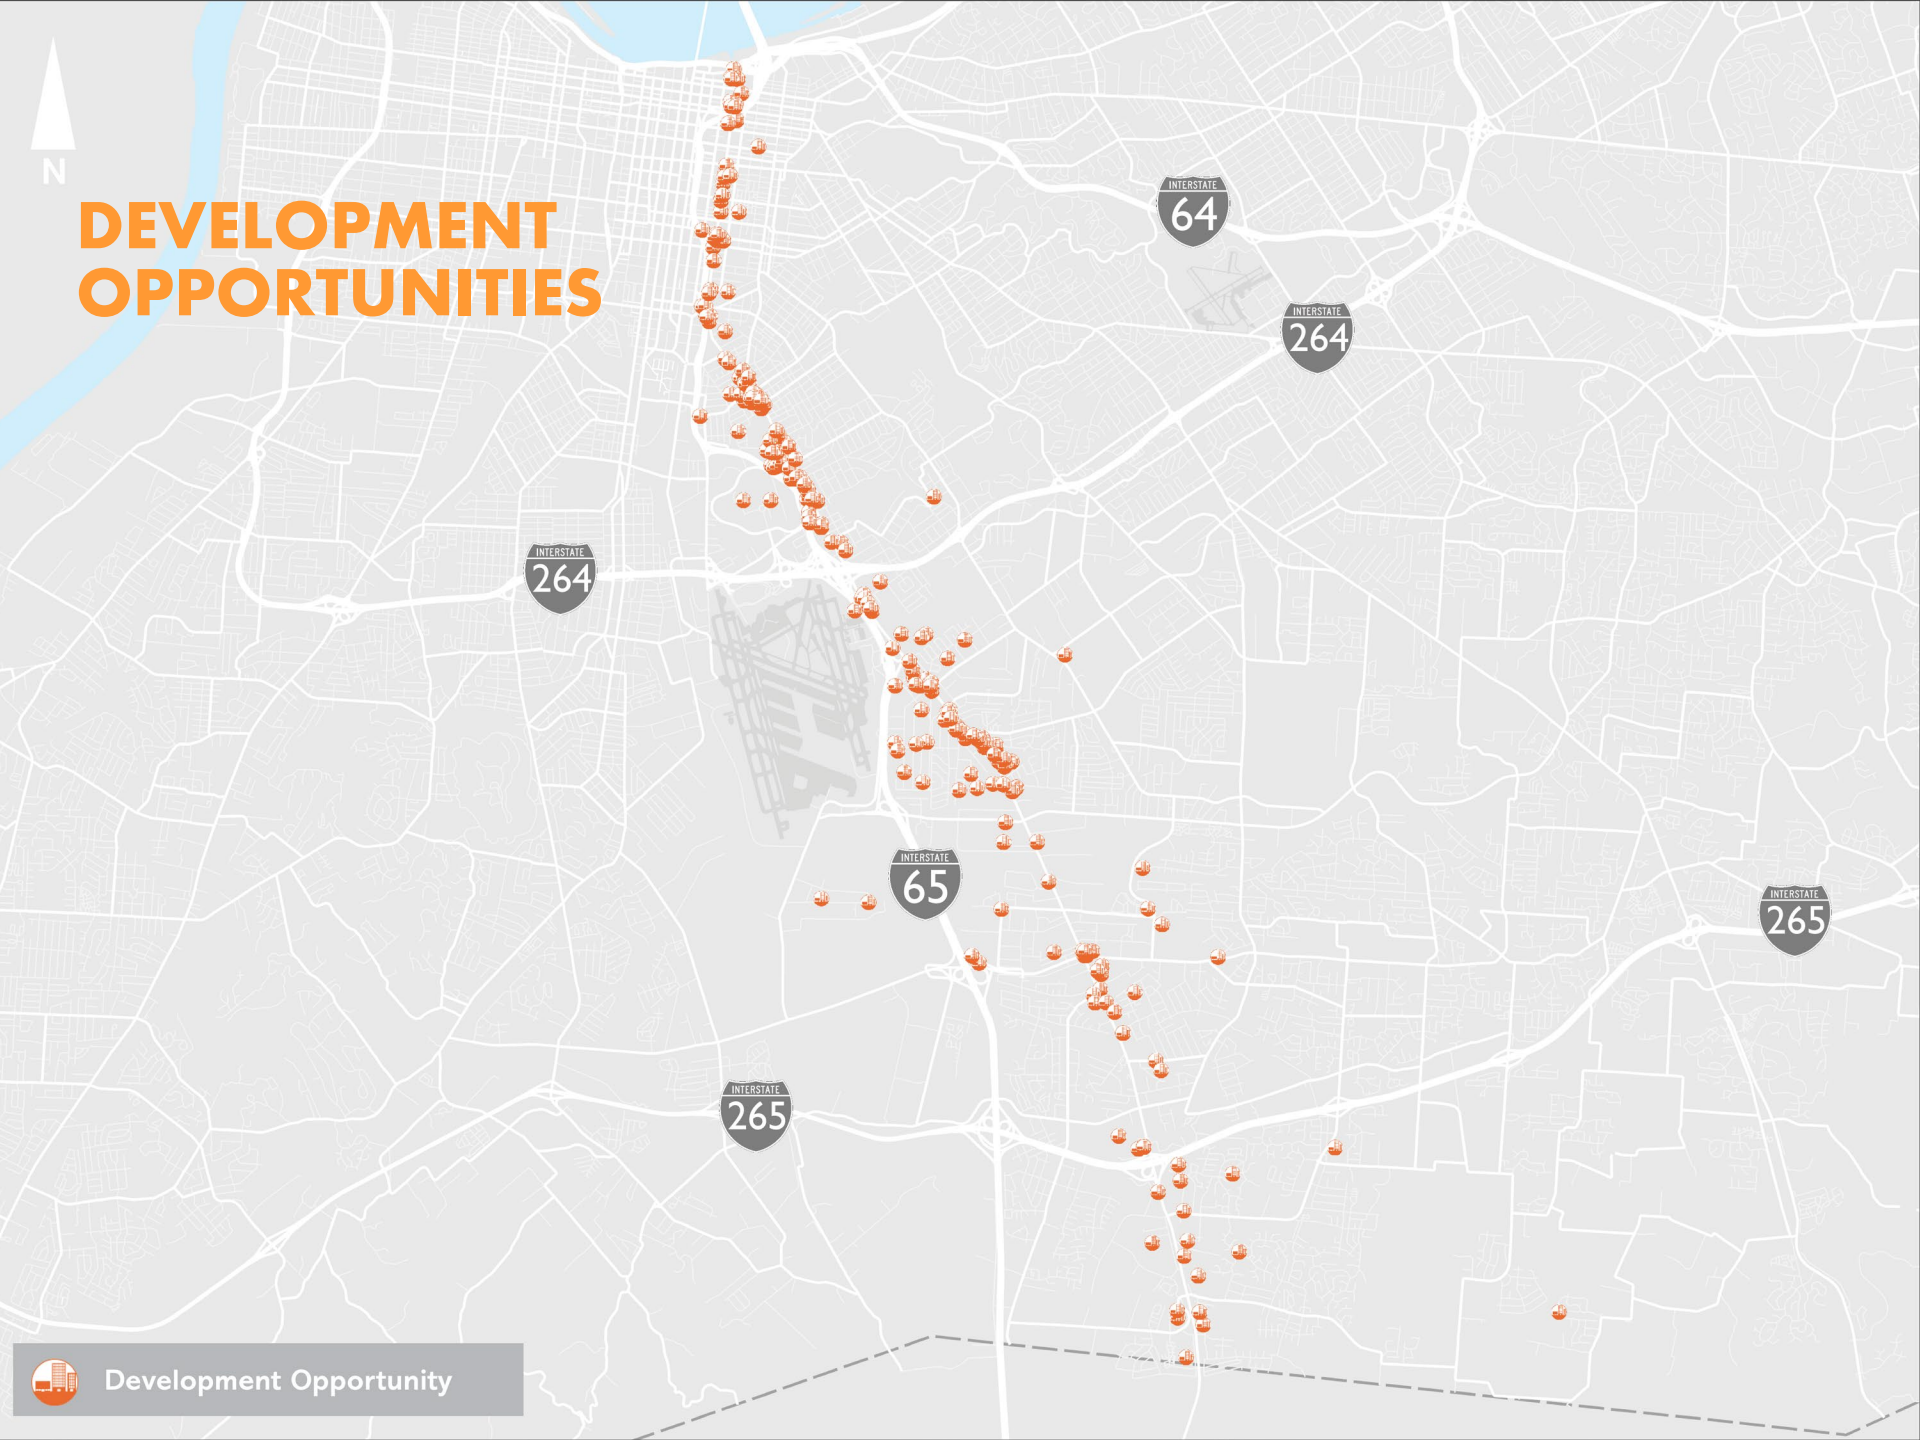 N
DEVELOPMENT
OPPORTUNITIES
INTERSTATE
64
INTERSTATE
264
INTERSTATE
264
INTERSTATE
65
INTERSTATE
265
INTERSTATE
265
Development Opportunity